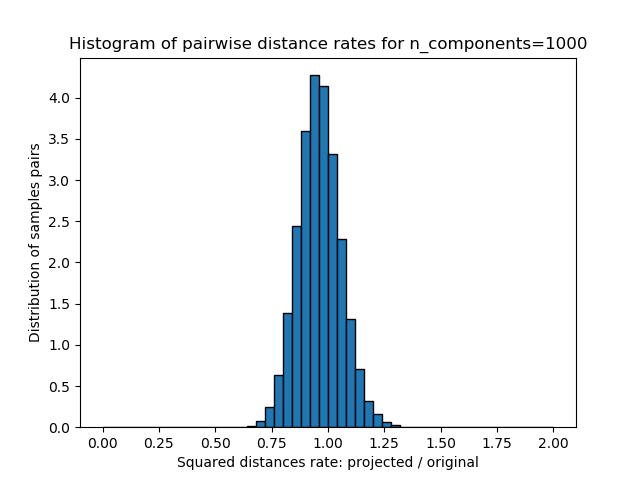 Histogram of pairwise distance rates for n_components=1000
Distribution of samples pairs
4.0
3.5
3.0
2.5
2.0
1.5
1.0
0.5
0.0
0.00 0.25 0.50 0.75 1.00 1.25 1.50 1.75 2.00
Squared distances rate: projected / original